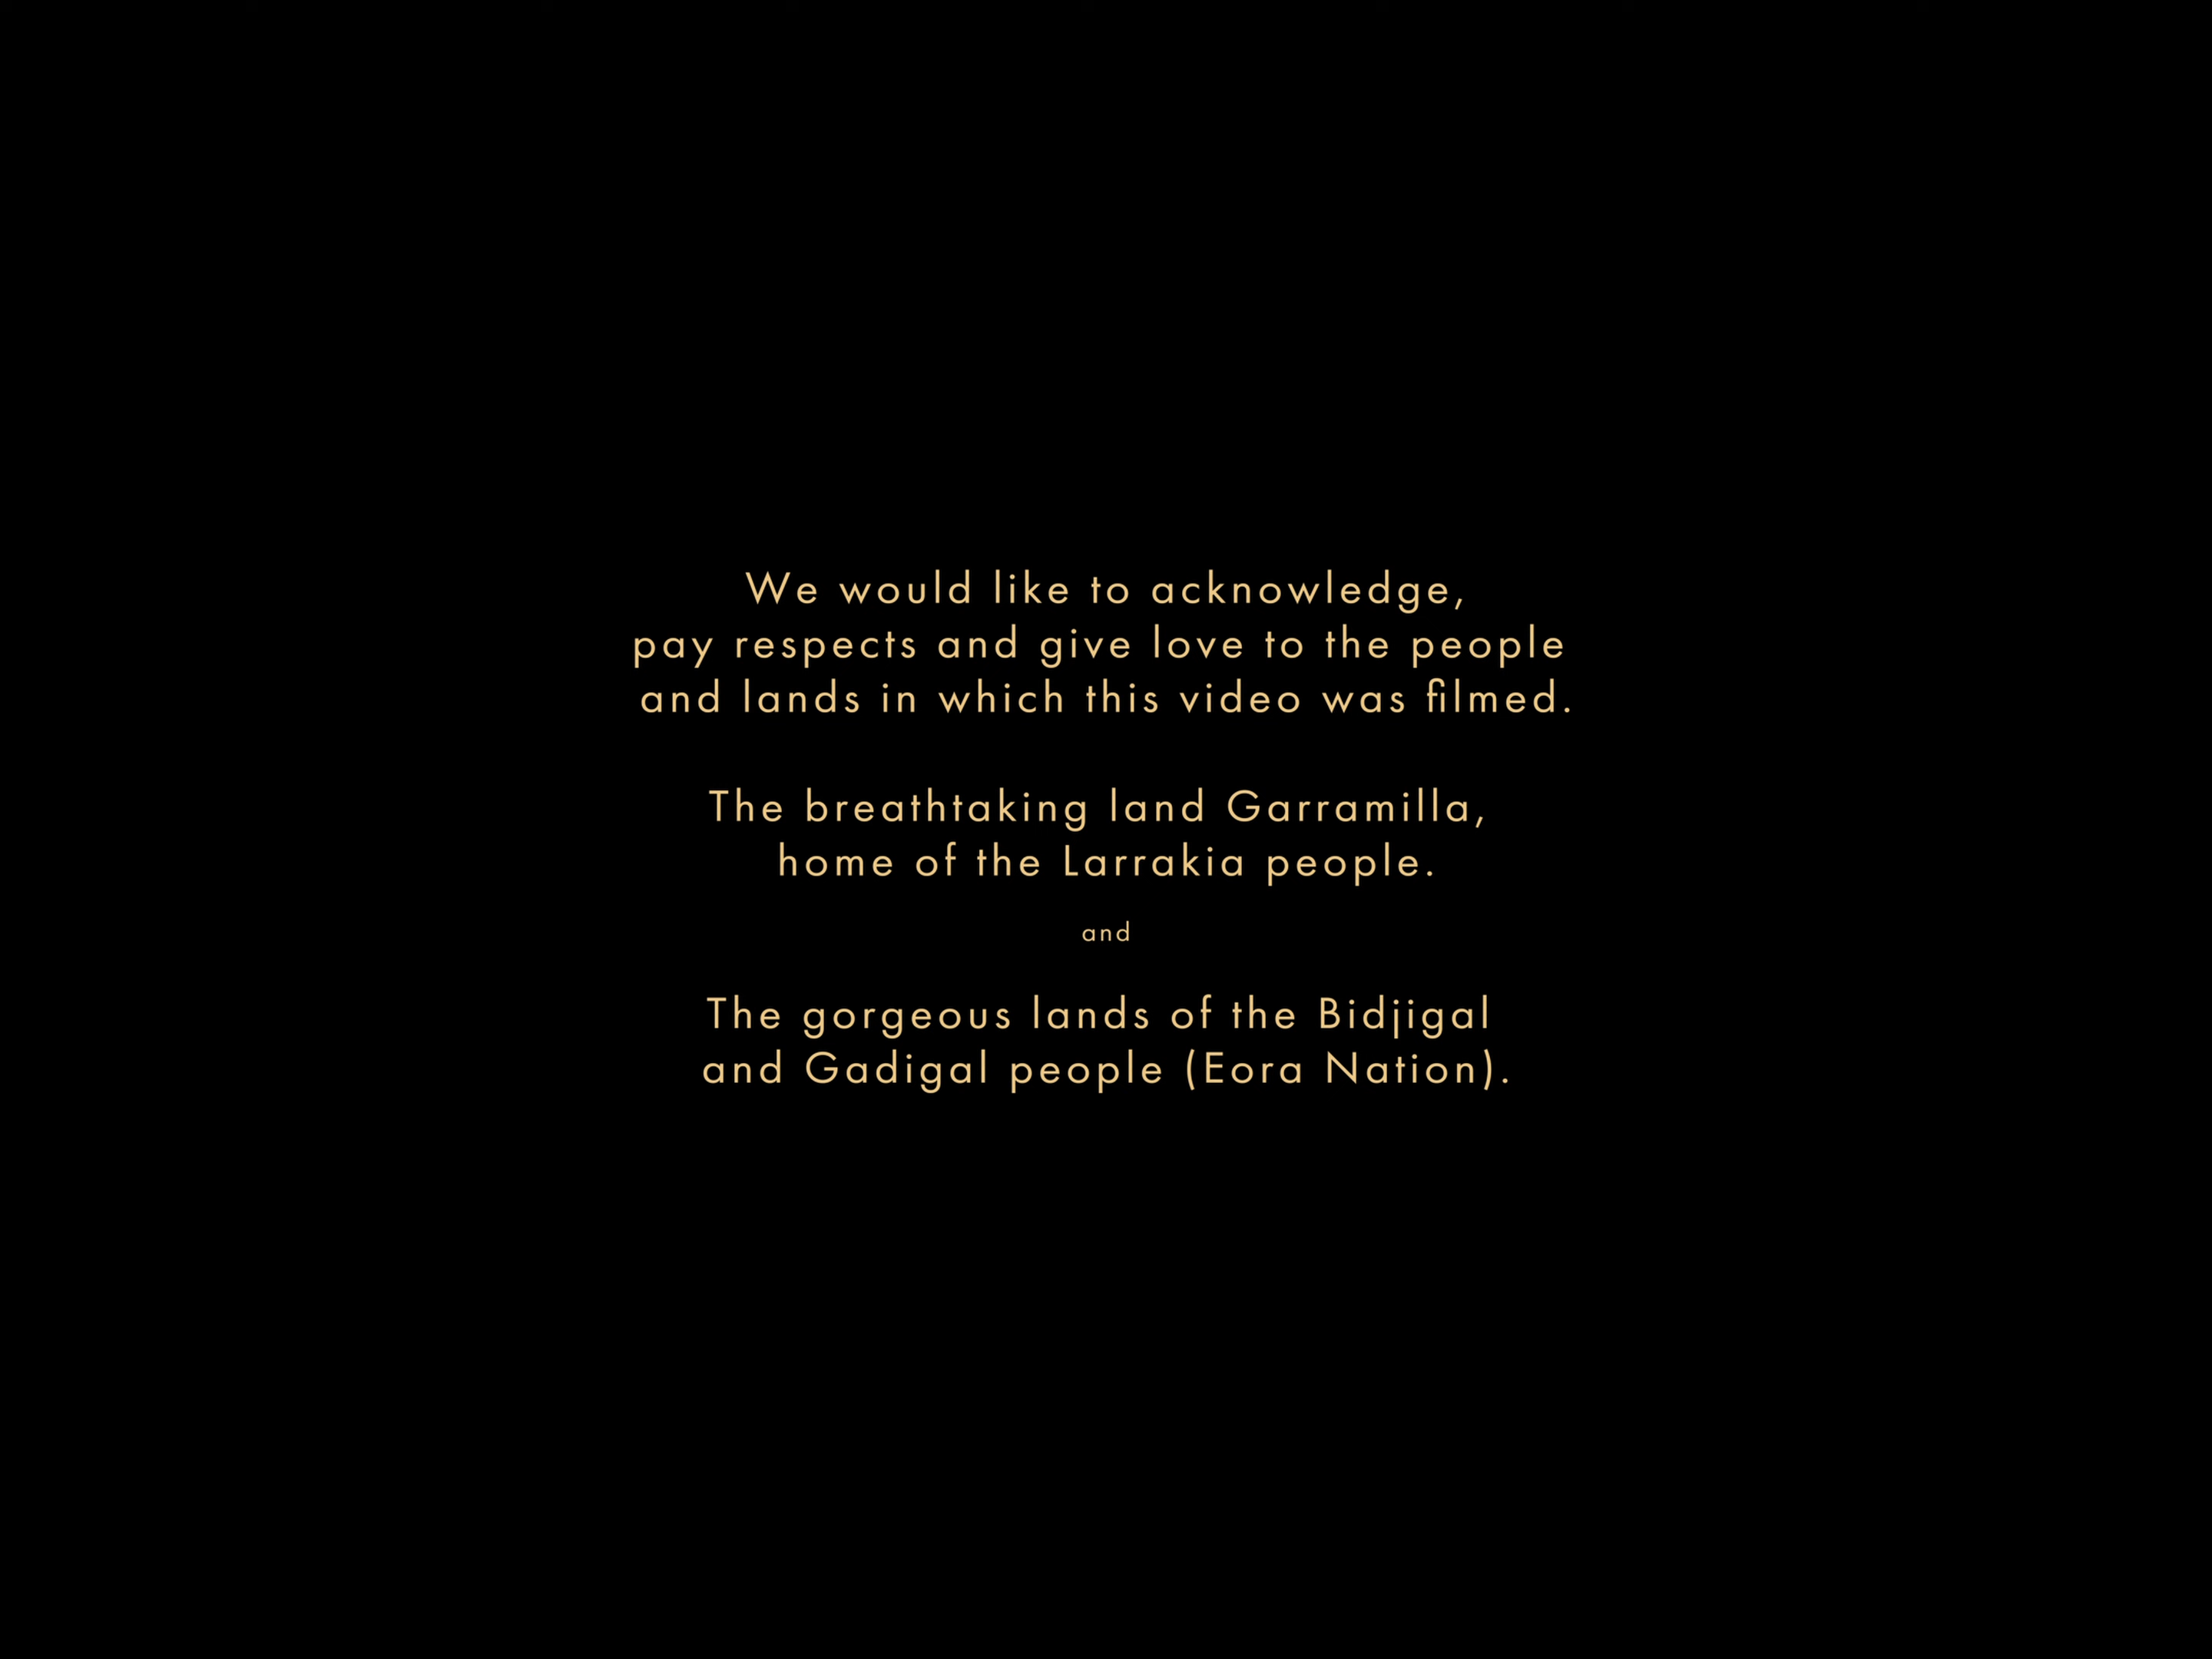 We would like to acknowledge,
pay respects and give love to the people
and lands in which this video was filmed.
The breathtaking land Garramilla,
home of the Larrakia people.
and
The gorgeous lands of the Bidjigal
and Gadigal people (Eora Nation).